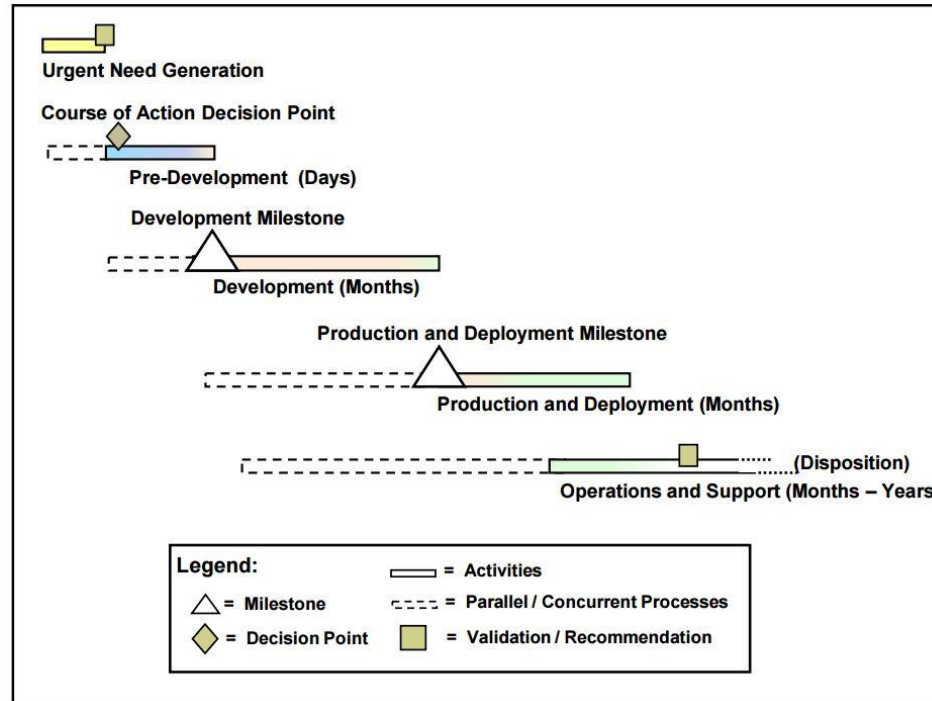 Urgent Need Generation
Course of Action Decision Point
Pre-Development (Days)
Development Milestone
Development (Months)
Production and Deployment Milestone
Production and Deployment (Months)
(Disposition)
Operations and Support (Months – Years
Legend:
= Activities
= Milestone
= Parallel / Concurrent Processes
= Decision Point
= Validation / Recommendation